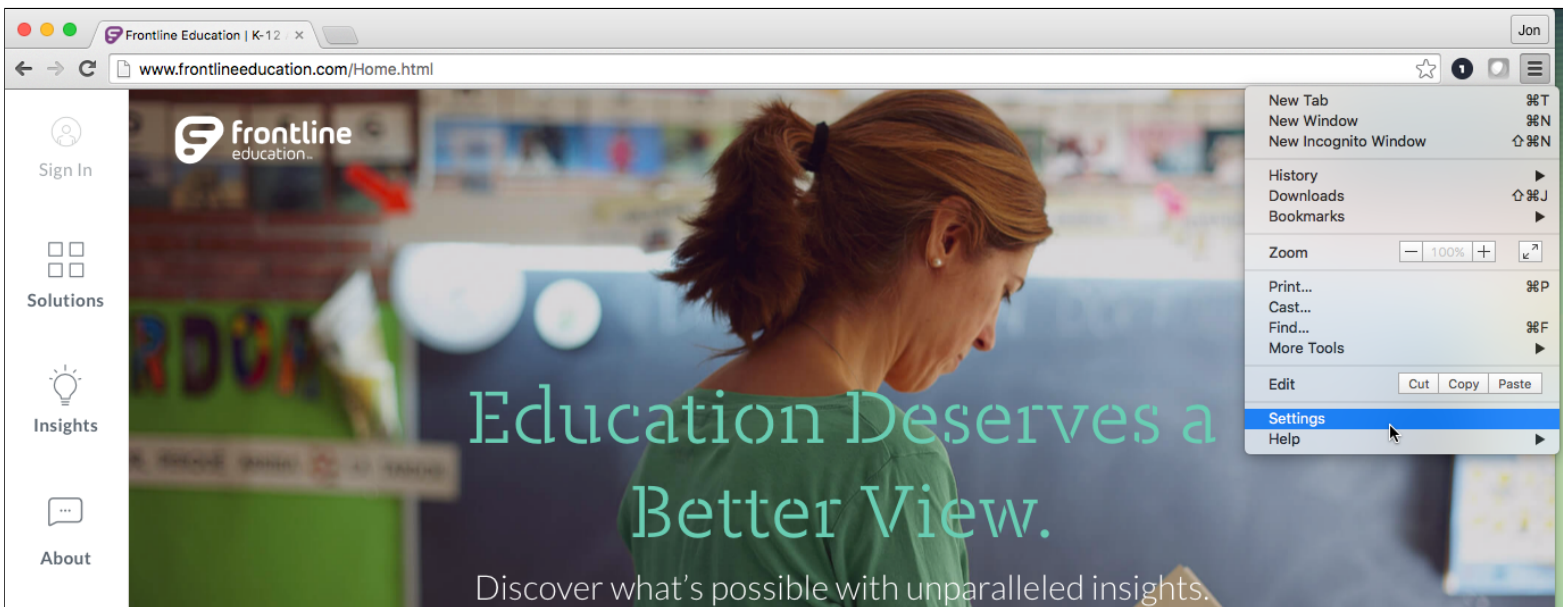 Frontline Education | K-12
Jon
www.frontlineeducation.com/Home.html
1
Sign In
Solutions
Insights
About
frontline
education
Education Deserves a
Better View.
Discover what's possible with unparalleled insights.
New Tab ⌘T
New Window ⌘N
New Incognito Window ⇧⌘N
History ▶
Downloads ⇧⌘J
Bookmarks ▶
Zoom − 100% +
Print... ⌘P
Cast...
Find... ⌘F
More Tools ▶
Edit Cut Copy Paste
Settings
Help ▶